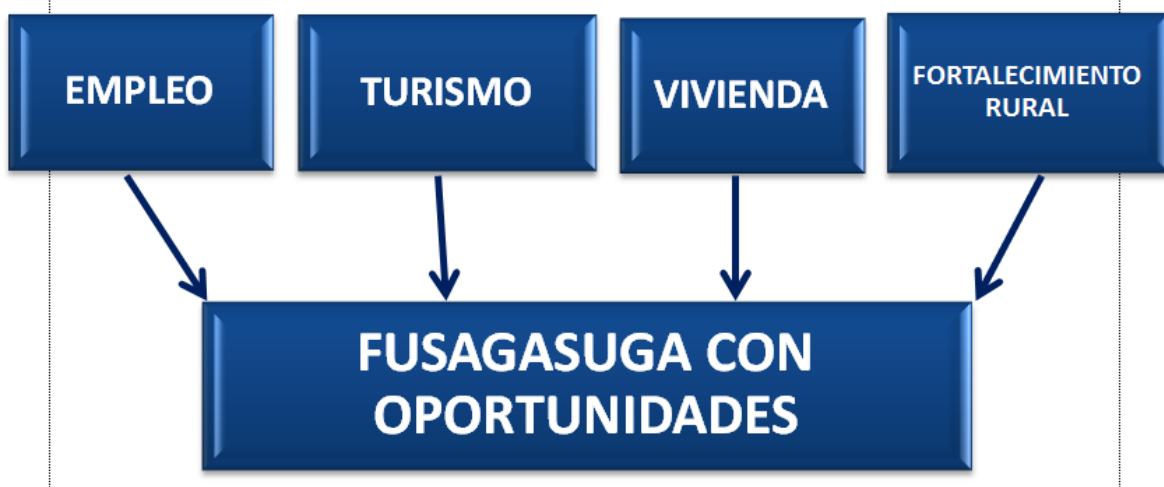 EMPLEO
TURISMO
VIVIENDA
FORTALECIMIENTO
RURAL
FUSAGASUGA CON
OPORTUNIDADES